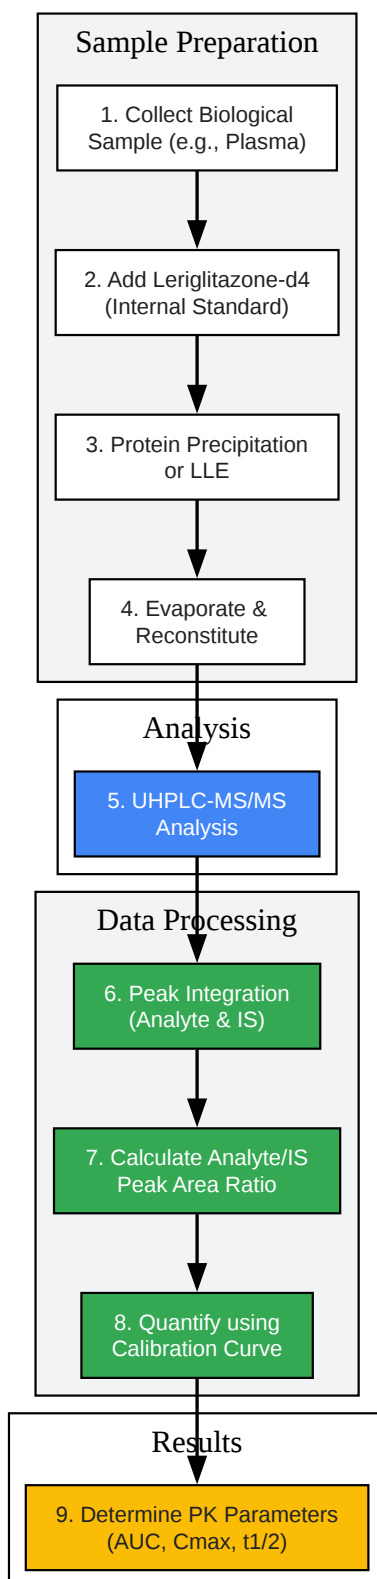 Sample Preparation
1. Collect Biological
Sample (e.g., Plasma)
2. Add Leriglitazone-d4
(Internal Standard)
3. Protein Precipitation
or LLE
4. Evaporate &
Reconstitute
Analysis
5. UHPLC-MS/MS
Analysis
Data Processing
6. Peak Integration
(Analyte & IS)
7. Calculate Analyte/IS
Peak Area Ratio
8. Quantify using
Calibration Curve
Results
9. Determine PK Parameters
(AUC, Cmax, t1/2)